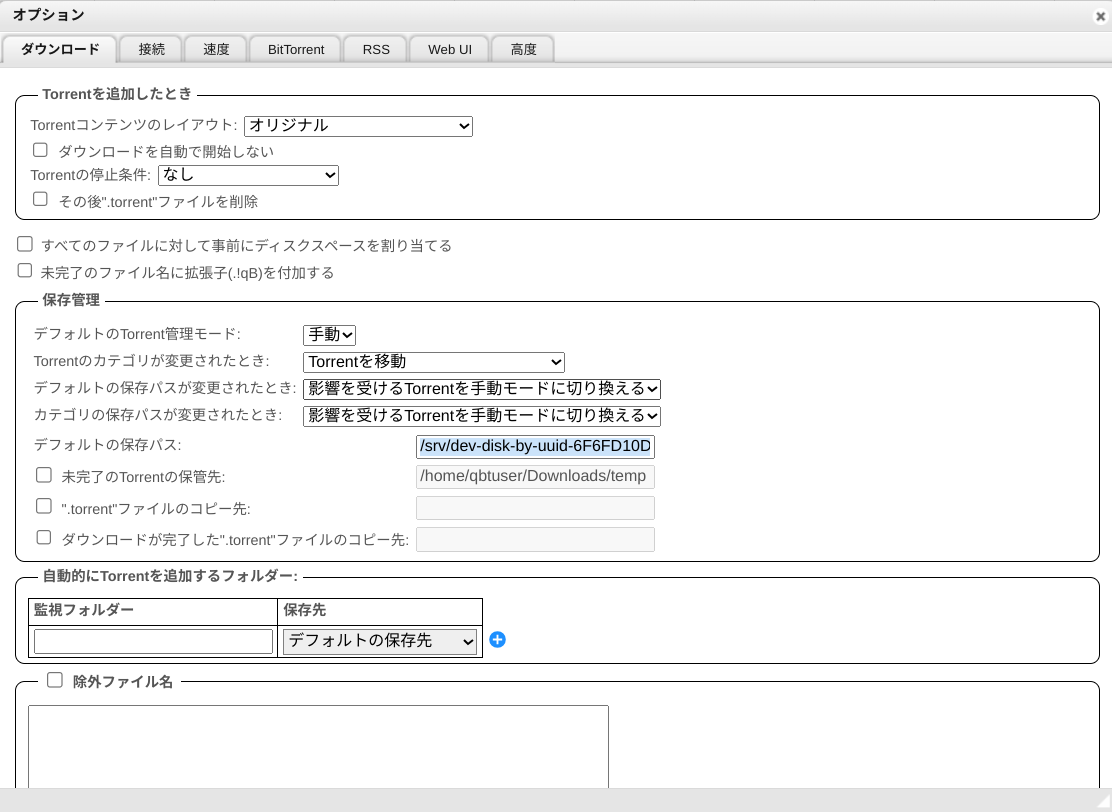 オプション
ダウンロード 接続 速度 BitTorrent RSS Web UI 高度
Torrentを追加したとき
Torrentコンテンツのレイアウト: オリジナル
ダウンロードを自動で開始しない
Torrentの停止条件: なし
その後".torrent"ファイルを削除
すべてのファイルに対して事前にディスクスペースを割り当てる
未完了のファイル名に拡張子(.!qB)を付加する
保存管理
デフォルトのTorrent管理モード: 手動
Torrentのカテゴリが変更されたとき: Torrentを移動
デフォルトの保存パスが変更されたとき: 影響を受けるTorrentを手動モードに切り換える
カテゴリの保存パスが変更されたとき: 影響を受けるTorrentを手動モードに切り換える
デフォルトの保存パス: /srv/dev-disk-by-uuid-6F6FD10D
未完了のTorrentの保管先: /home/qbtuser/Downloads/temp
".torrent"ファイルのコピー先:
ダウンロードが完了した".torrent"ファイルのコピー先:
自動的にTorrentを追加するフォルダー:
監視フォルダー 保存先
デフォルトの保存先
除外ファイル名